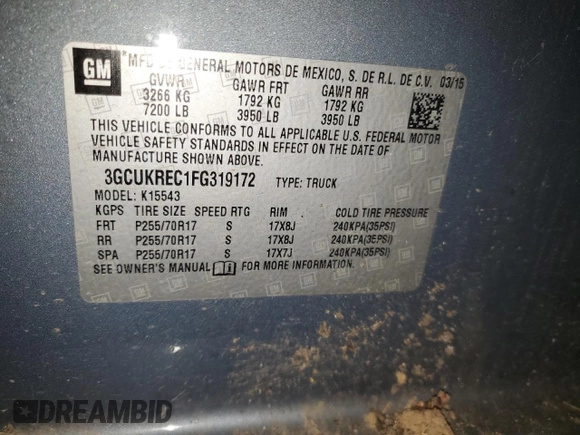 GM
MFD BY GENERAL MOTORS DE MEXICO, S. DE R.L. DE C.V. 03/15
GVWR GAWR FRT GAWR RR
3266 KG 1792 KG 1792 KG
7200 LB 3950 LB 3950 LB
THIS VEHICLE CONFORMS TO ALL APPLICABLE U.S. FEDERAL MOTOR
VEHICLE SAFETY STANDARDS IN EFFECT ON THE DATE OF
MANUFACTURE SHOWN ABOVE.
3GCUKREC1FG319172 TYPE: TRUCK
MODEL: K15543
KGPS TIRE SIZE SPEED RTG RIM COLD TIRE PRESSURE
FRT P255/70R17 S 17X8J 240KPA(35PSI)
RR P255/70R17 S 17X8J 240KPA(35PSI)
SPA P255/70R17 S 17X7J 240KPA(35PSI)
SEE OWNER'S MANUAL FOR MORE INFORMATION.
DREAMBID